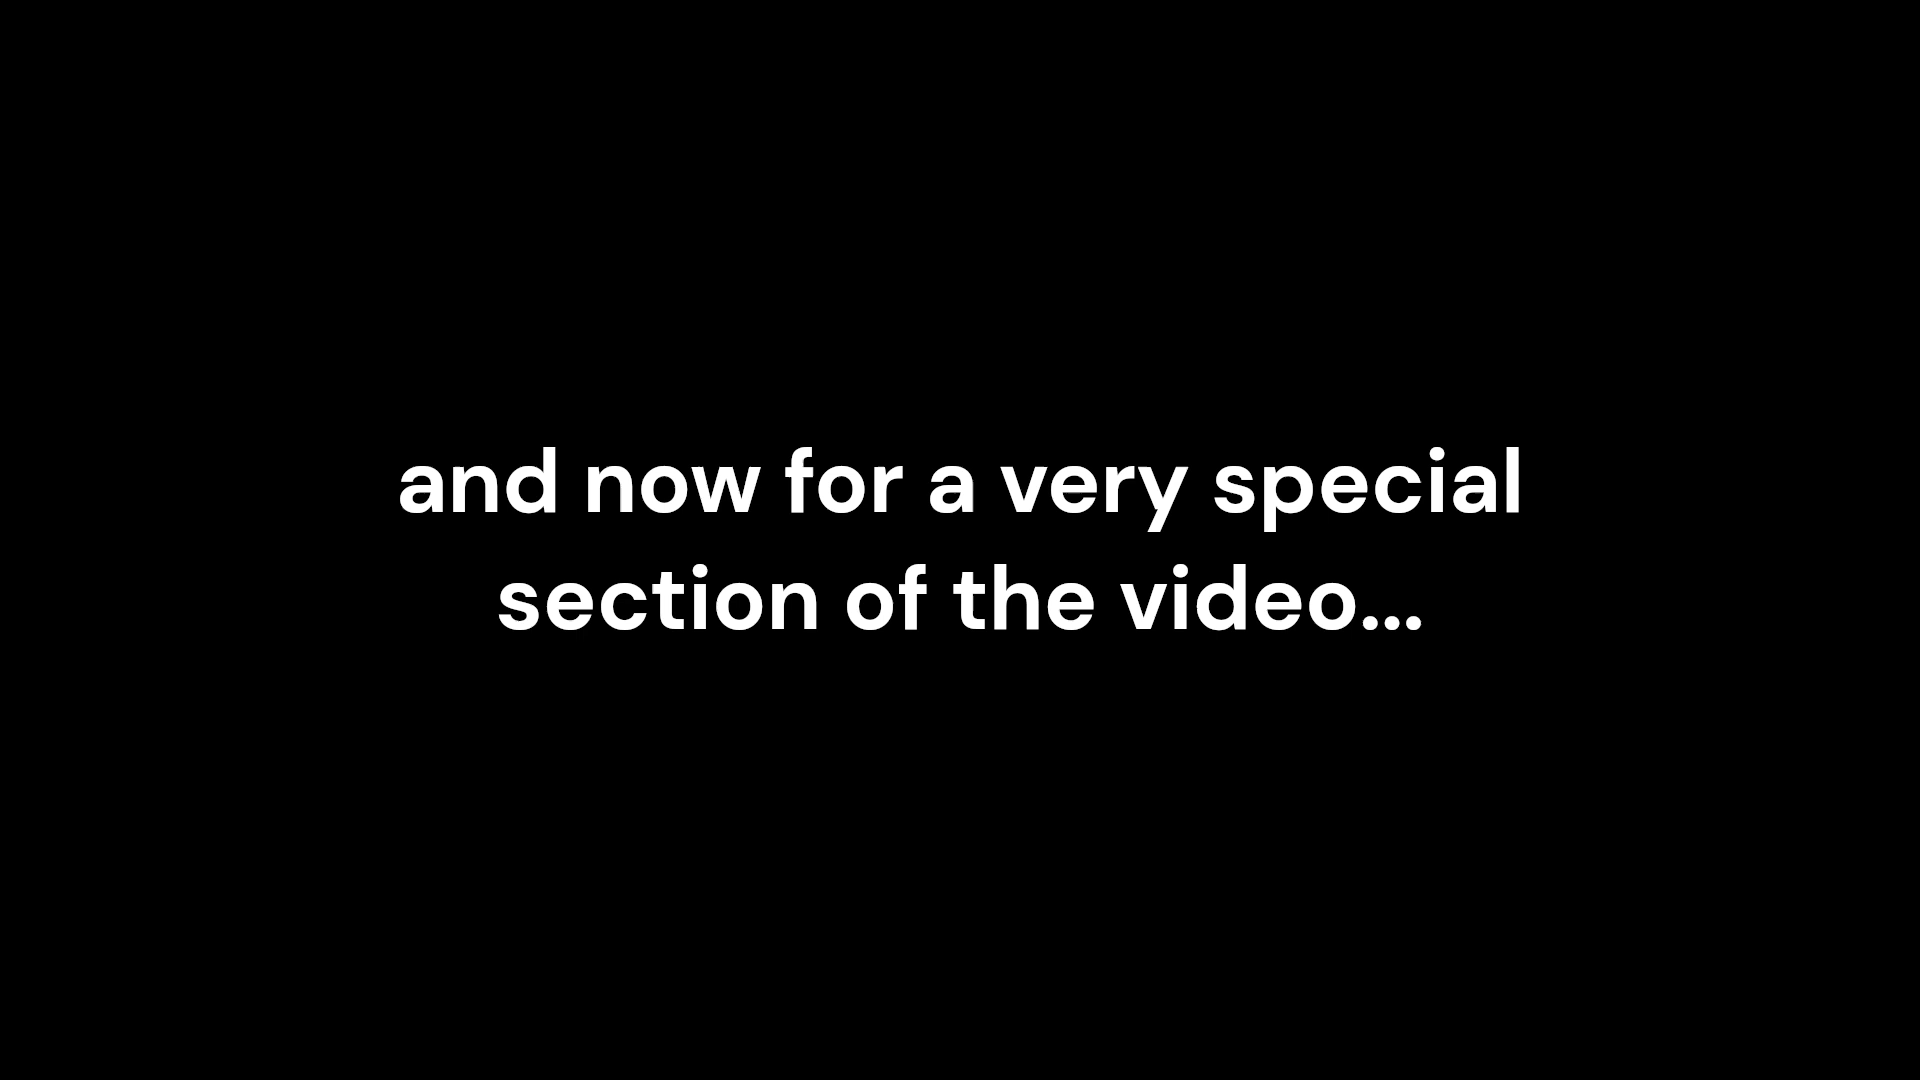 and now for a very special
section of the video...